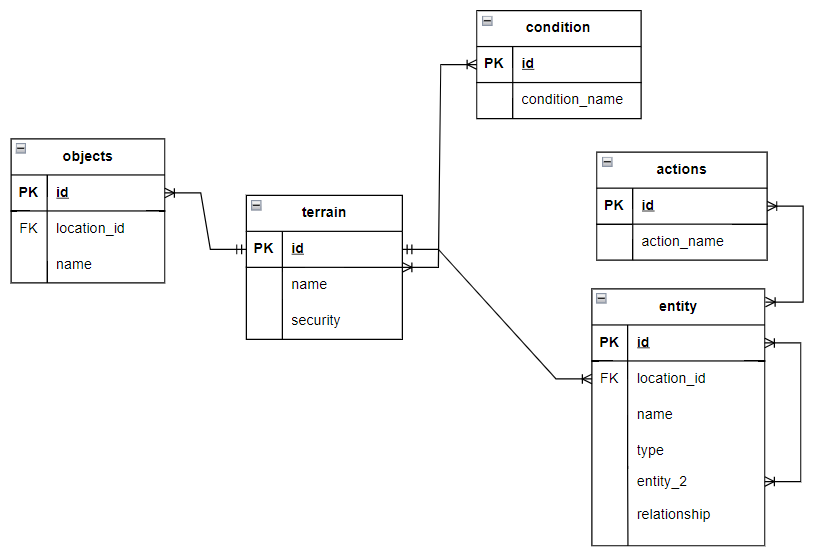 condition
PK id
condition_name
objects
PK id
FK location_id
name
terrain
PK id
name
security
actions
PK id
action_name
entity
PK id
FK location_id
name
type
entity_2
relationship